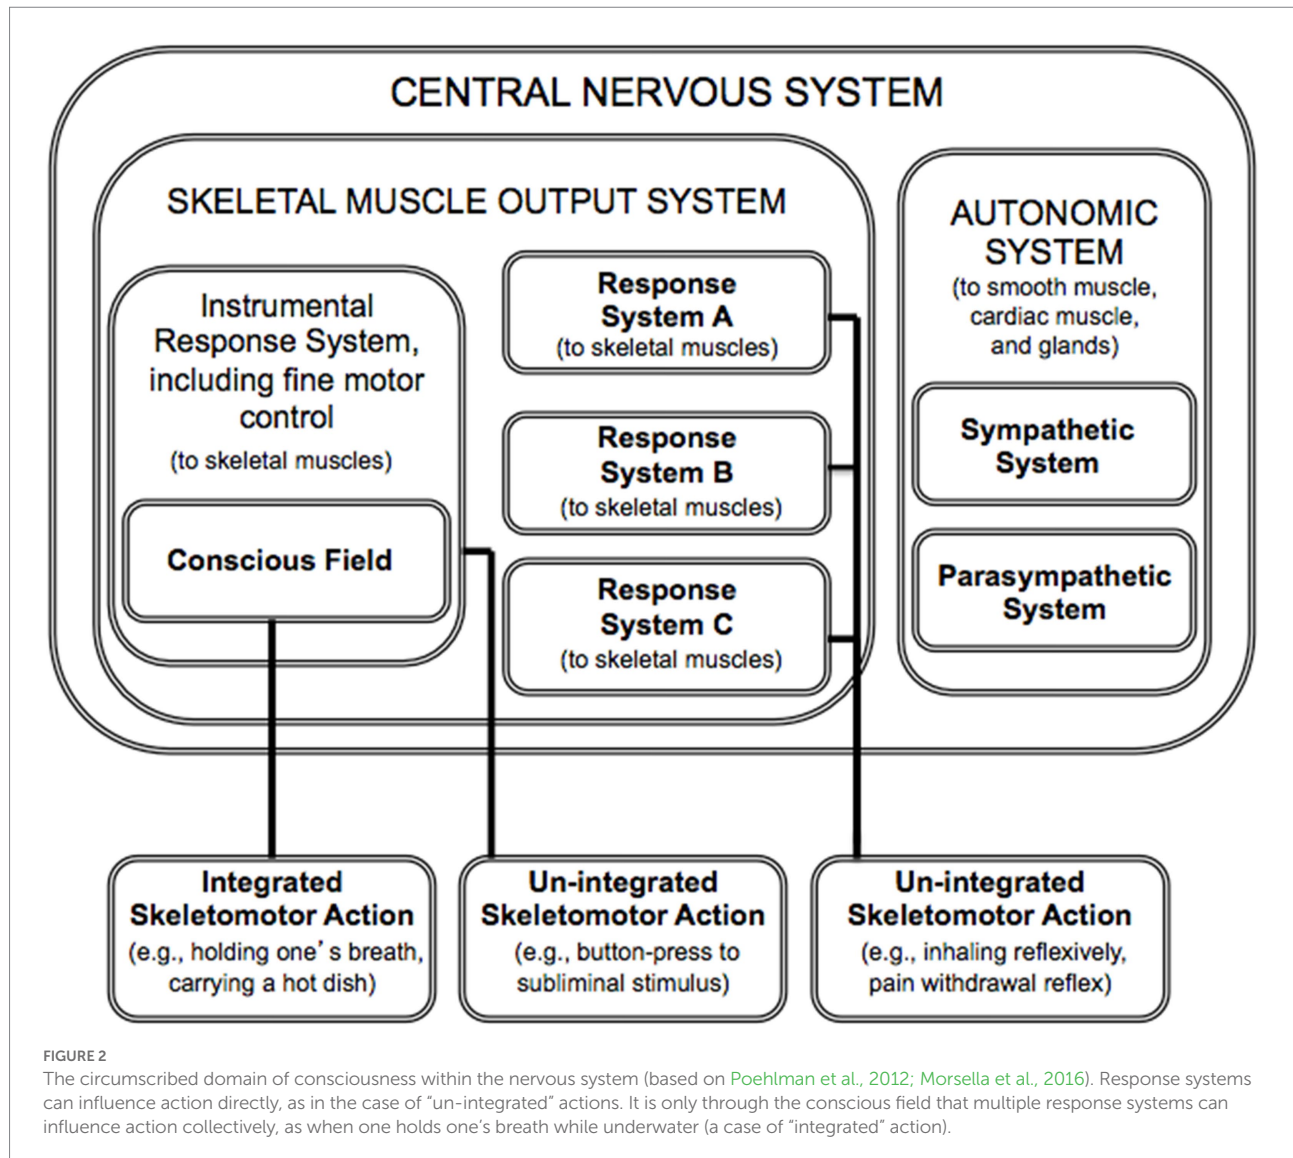 CENTRAL NERVOUS SYSTEM
SKELETAL MUSCLE OUTPUT SYSTEM
Instrumental
Response System,
including fine motor
control
(to skeletal muscles)
Conscious Field
Response
System A
(to skeletal muscles)
Response
System B
(to skeletal muscles)
Response
System C
(to skeletal muscles)
AUTONOMIC
SYSTEM
(to smooth muscle,
cardiac muscle,
and glands)
Sympathetic
System
Parasympathetic
System
Integrated
Skeletomotor Action
(e.g., holding one’s breath,
carrying a hot dish)
Un-integrated
Skeletomotor Action
(e.g., button-press to
subliminal stimulus)
Un-integrated
Skeletomotor Action
(e.g., inhaling reflexively,
pain withdrawal reflex)
FIGURE 2
The circumscribed domain of consciousness within the nervous system (based on Poehlman et al., 2012; Morsella et al., 2016). Response systems
can influence action directly, as in the case of “un-integrated” actions. It is only through the conscious field that multiple response systems can
influence action collectively, as when one holds one’s breath while underwater (a case of “integrated” action).